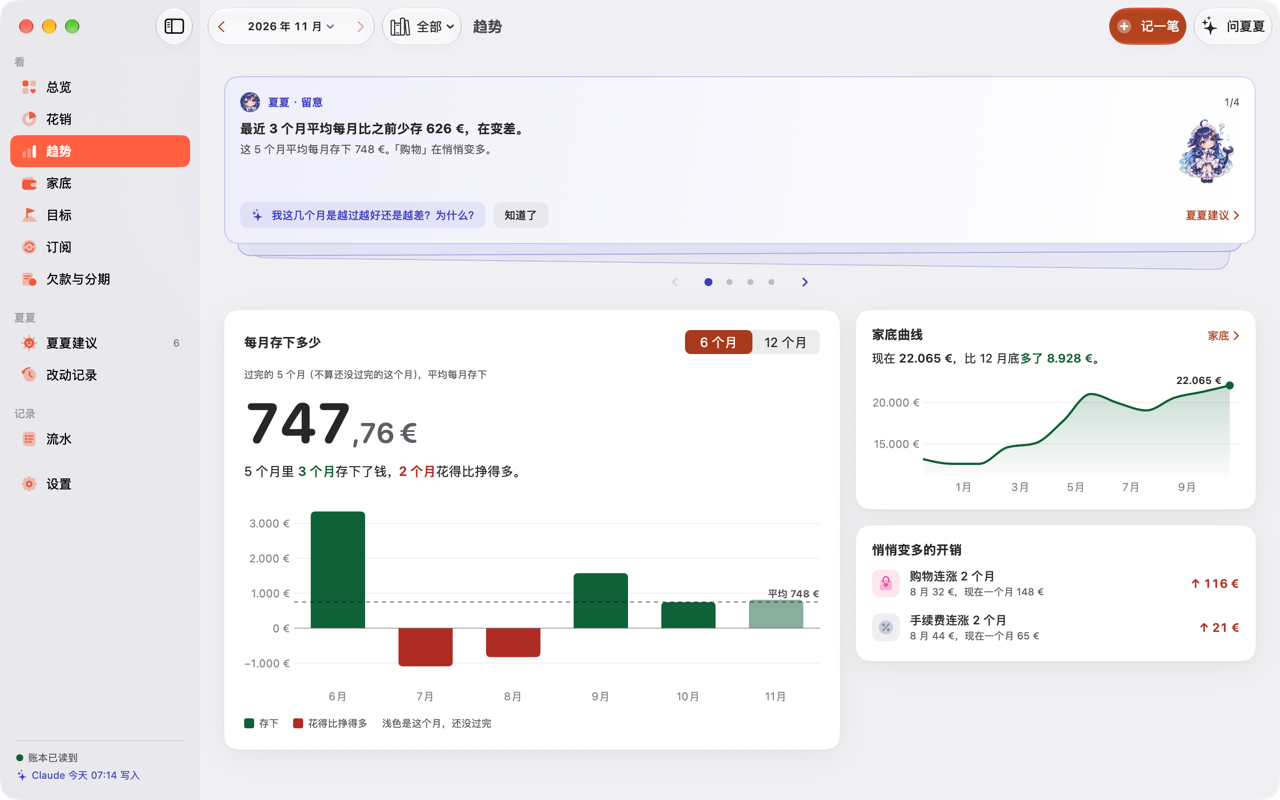 2026 年 11 月
全部
趋势
记一笔
问夏夏
看
总览
花销
趋势
家底
目标
订阅
欠款与分期
夏夏
夏夏建议
6
改动记录
记录
流水
设置
账本已读到
Claude 今天 07:14 写入
夏夏 · 留意
1/4
最近 3 个月平均每月比之前少存 626 €，在变差。
这 5 个月平均每月存下 748 €。「购物」在悄悄变多。
我这几个月是越过越好还是越差？为什么？
知道了
夏夏建议
每月存下多少
6 个月
12 个月
过完的 5 个月（不算还没过完的这个月），平均每月存下
747,76 €
5 个月里 3 个月存下了钱，2 个月花得比挣得多。
3.000 €
2.000 €
1.000 €
0 €
−1.000 €
平均 748 €
6月
7月
8月
9月
10月
11月
存下
花得比挣得多
浅色是这个月，还没过完
家底曲线
家底
现在 22.065 €，比 12 月底多了 8.928 €。
22.065 €
20.000 €
15.000 €
1月
3月
5月
7月
9月
悄悄变多的开销
购物连涨 2 个月
8 月 32 €，现在一个月 148 €
↑ 116 €
手续费连涨 2 个月
8 月 44 €，现在一个月 65 €
↑ 21 €